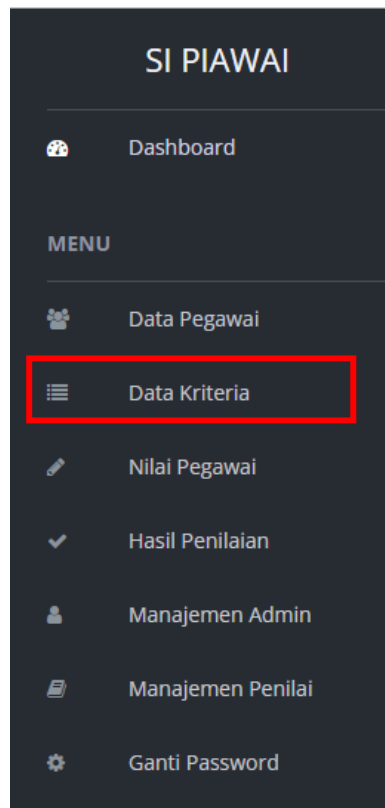 SI PIAWAI
Dashboard
MENU
Data Pegawai
Data Kriteria
Nilai Pegawai
Hasil Penilaian
Manajemen Admin
Manajemen Penilai
Ganti Password